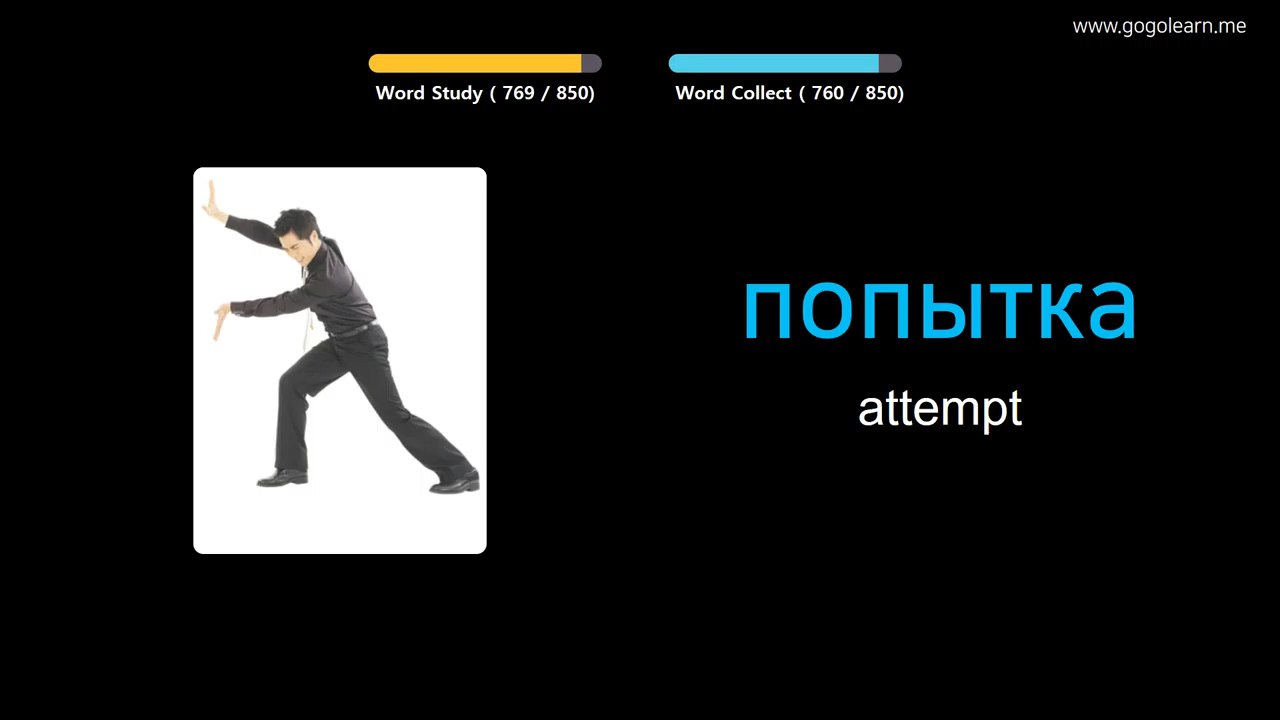 www.gogolearn.me
Word Study ( 769 / 850)
Word Collect ( 760 / 850)
попытка
attempt